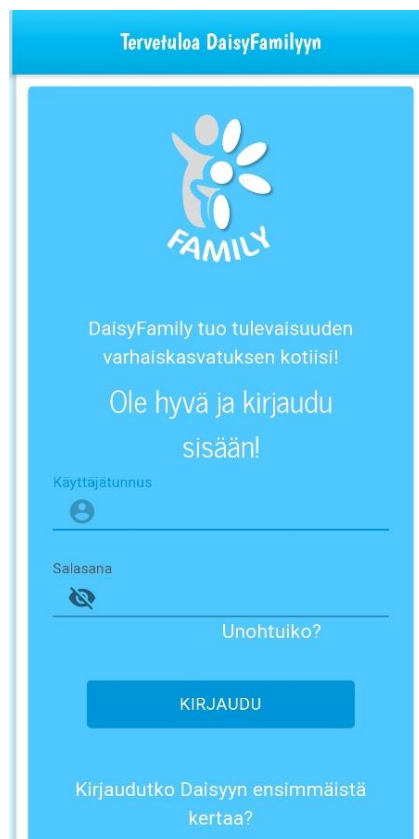 Tervetuloa DaisyFamilyyn
FAMILY
DaisyFamily tuo tulevaisuuden
varhaiskasvatuksen kotiisi!
Ole hyvä ja kirjaudu
sisään!
Käyttäjätunnus
Salasana
Unohtuiko?
KIRJAUDU
Kirjaudutko Daisyyn ensimmäistä
kertaa?